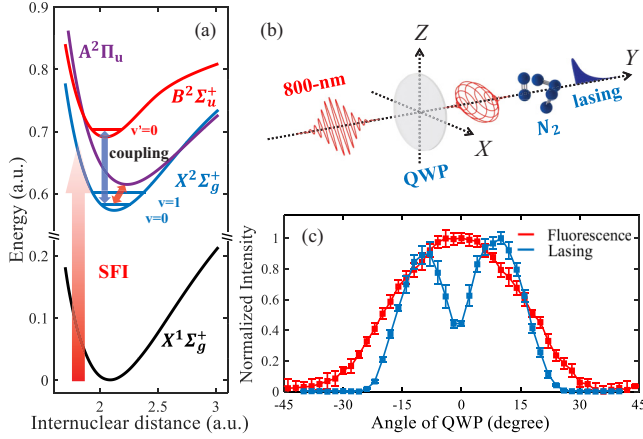 (a)
A²Πu
B²Σu⁺
v'=0
coupling
X²Σg⁺
v=1
v=0
SFI
X¹Σg⁺
Energy (a.u.)
0.9
0.8
0.7
0.6
0.1
0
2
2.5
3
Internuclear distance (a.u.)
(b)
Z
Y
800-nm
lasing
N₂
X
QWP
(c)
Fluorescence
Lasing
Normalized Intensity
1
0.8
0.6
0.4
0.2
0
-45
-30
-15
0
15
30
45
Angle of QWP (degree)